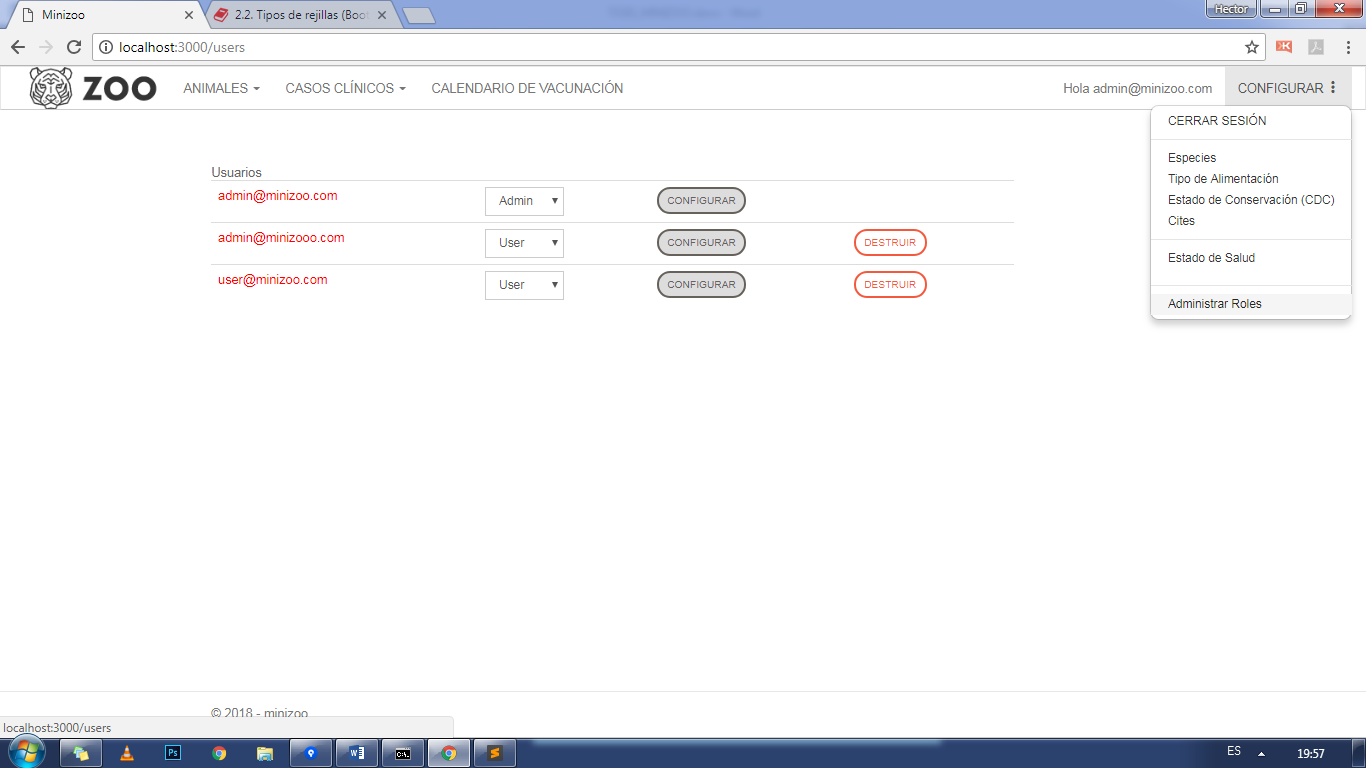 Minizoo
2.2. Tipos de rejillas (Boo
Hector
localhost:3000/users
ZOO
ANIMALES
CASOS CLÍNICOS
CALENDARIO DE VACUNACIÓN
Hola admin@minizoo.com
CONFIGURAR
CERRAR SESIÓN
Especies
Tipo de Alimentación
Estado de Conservación (CDC)
Cites
Estado de Salud
Administrar Roles
Usuarios
admin@minizoo.com Admin CONFIGURAR
admin@minizooo.com User CONFIGURAR DESTRUIR
user@minizoo.com User CONFIGURAR DESTRUIR
© 2018 - minizoo
localhost:3000/users
Ps
W
C:\.
S
ES
19:57